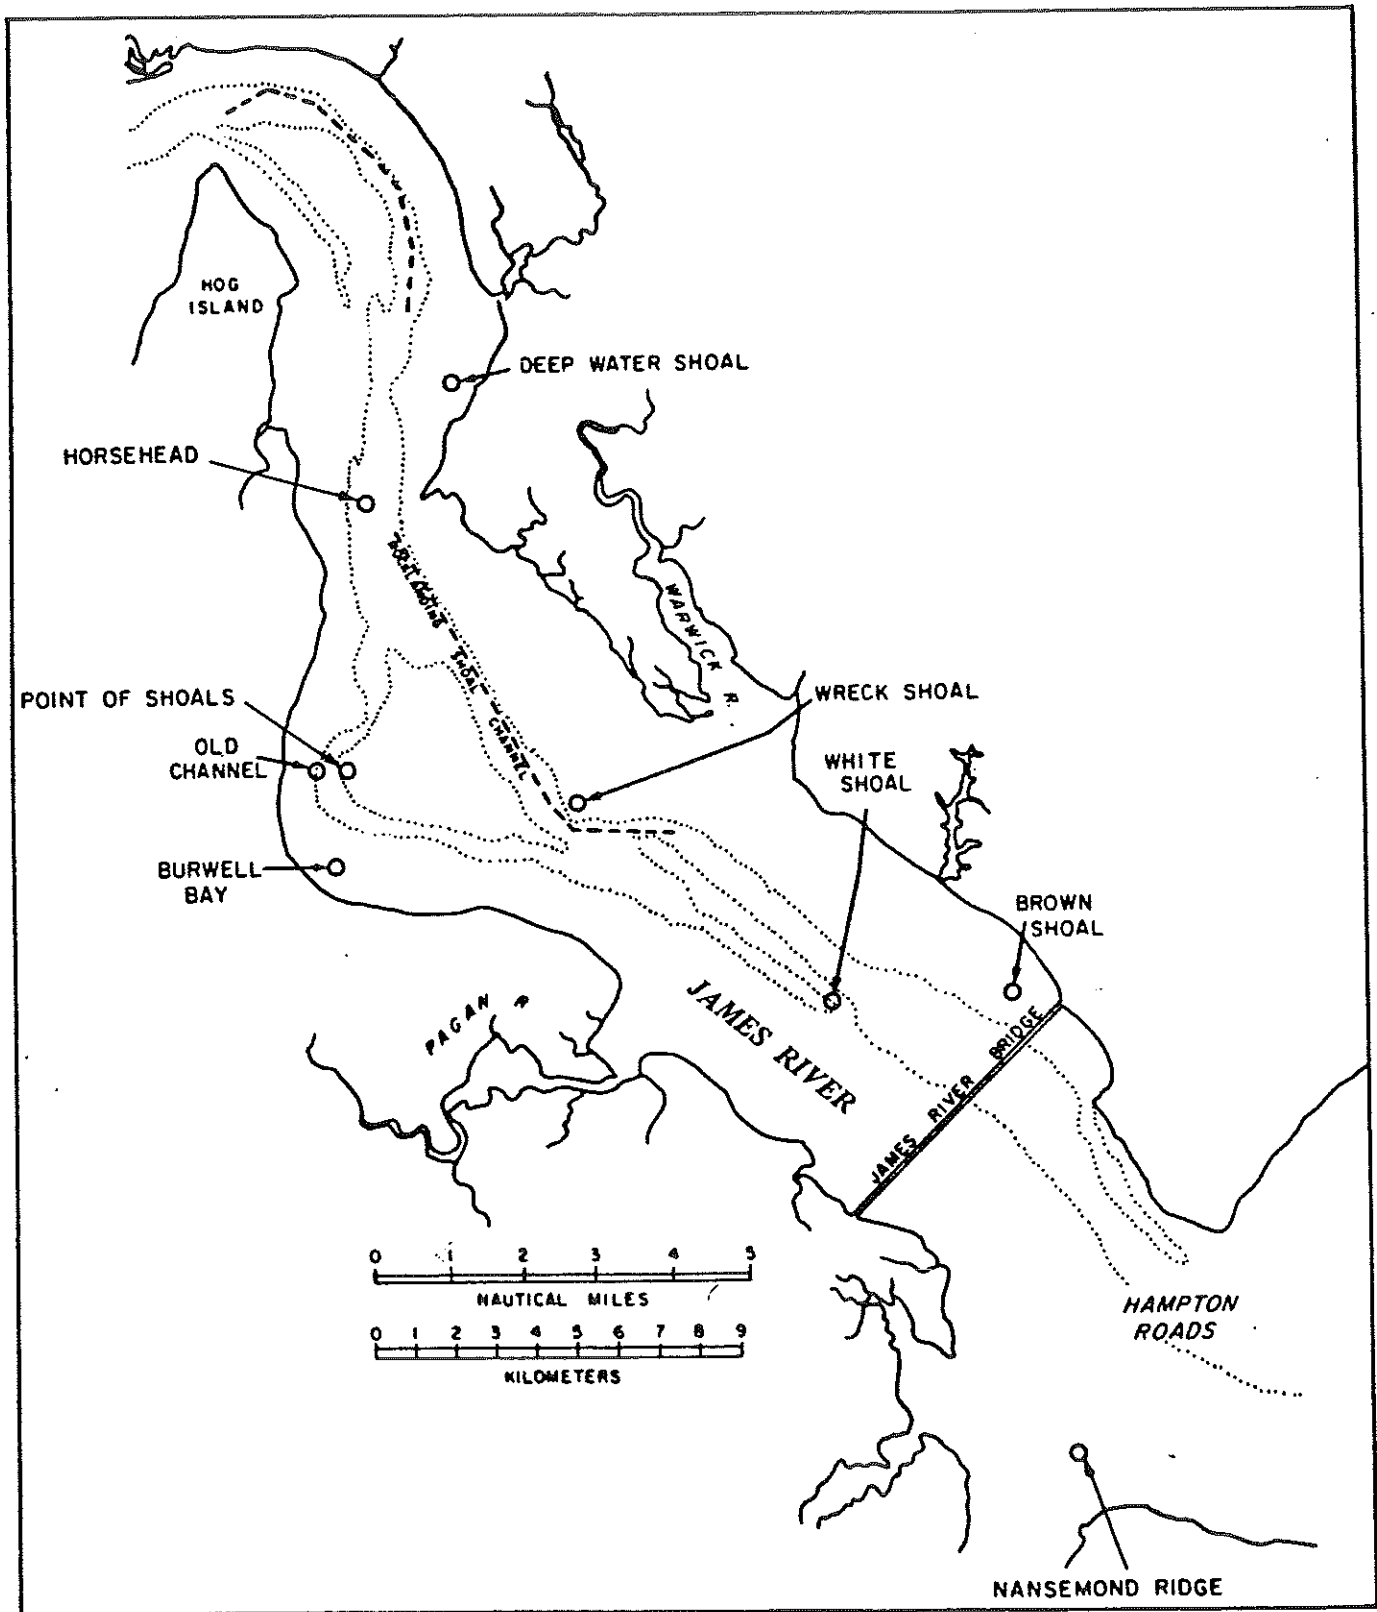 HOG
ISLAND
DEEP WATER SHOAL
HORSEHEAD
WARWICK R.
POINT OF SHOALS
OLD
CHANNEL
SHOAL CHANNEL
WRECK SHOAL
WHITE
SHOAL
BURWELL
BAY
BROWN
SHOAL
PAGAN R
JAMES RIVER
JAMES RIVER BRIDGE
0 1 2 3 4 5
NAUTICAL MILES
0 1 2 3 4 5 6 7 8 9
KILOMETERS
HAMPTON
ROADS
NANSEMOND RIDGE